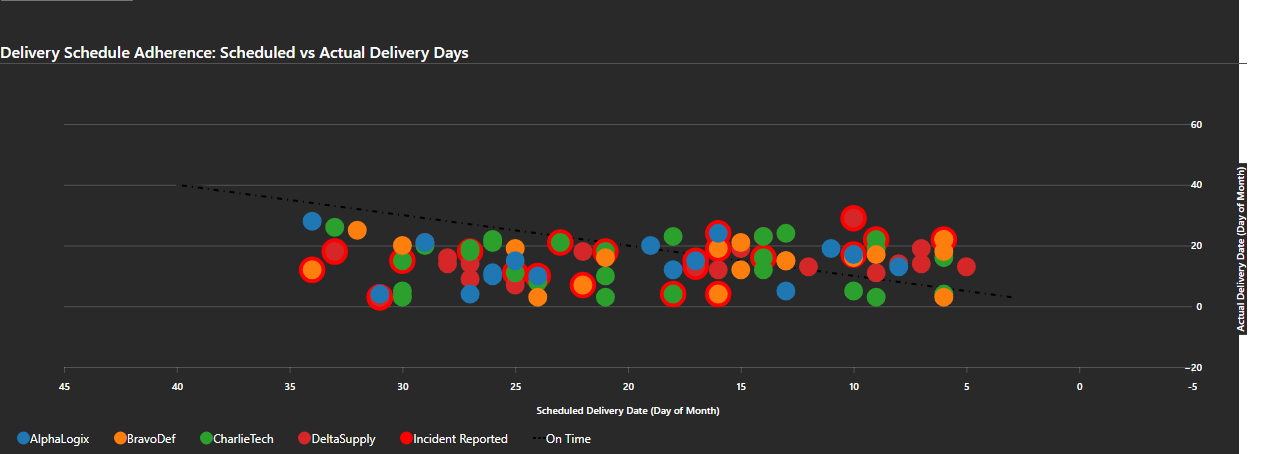 Delivery Schedule Adherence: Scheduled vs Actual Delivery Days
60
40
20
0
−20
Actual Delivery Date (Day of Month)
45 40 35 30 25 20 15 10 5 0 -5
Scheduled Delivery Date (Day of Month)
AlphaLogix BravoDef CharlieTech DeltaSupply Incident Reported On Time